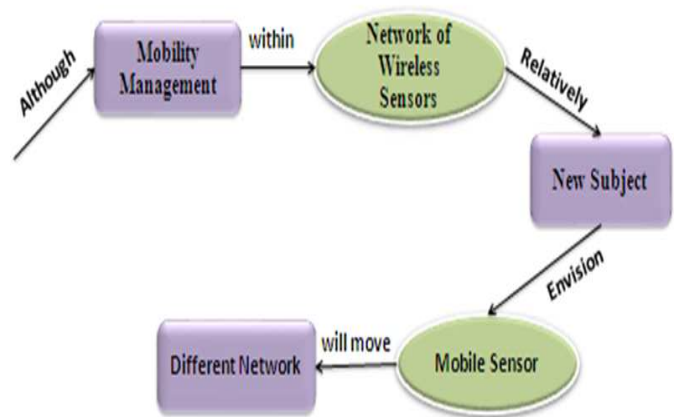 Although
Mobility
Management
within
Network of
Wireless
Sensors
Relatively
New Subject
Envision
Mobile Sensor
will move
Different Network